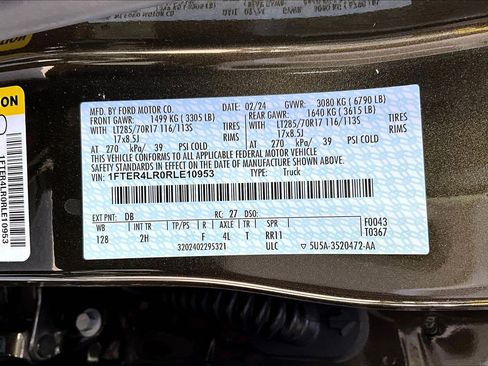 MFD. BY FORD MOTOR CO.
02/24 GVWR: 3080 KG (6790 LB)
FRONT GAWR: 1499 KG (3305 LB) REAR GAWR: 1640 KG (3615 LB)
WITH WITH
LT285/70R17 116/113S TIRES LT285/70R17 116/113S TIRES
17x8.5J RIMS 17x8.5J RIMS
AT 270 kPa/ 39 PSI COLD AT 270 kPa/ 39 PSI COLD
THIS VEHICLE CONFORMS TO ALL APPLICABLE FEDERAL MOTOR VEHICLE
SAFETY STANDARDS IN EFFECT ON THE DATE OF MANUFACTURE SHOWN ABOVE.
VIN: 1FTER4LR0RLE10953 TYPE: Truck
EXT PNT: DB RC: 27 DSO:
WB INT TR TP/PS R AXLE TR SPR F0043
128 2H F 4L T RR11 T0367
3202402295321 ULC 5U5A-3520472-AA
1FTER4LR0RLE10953